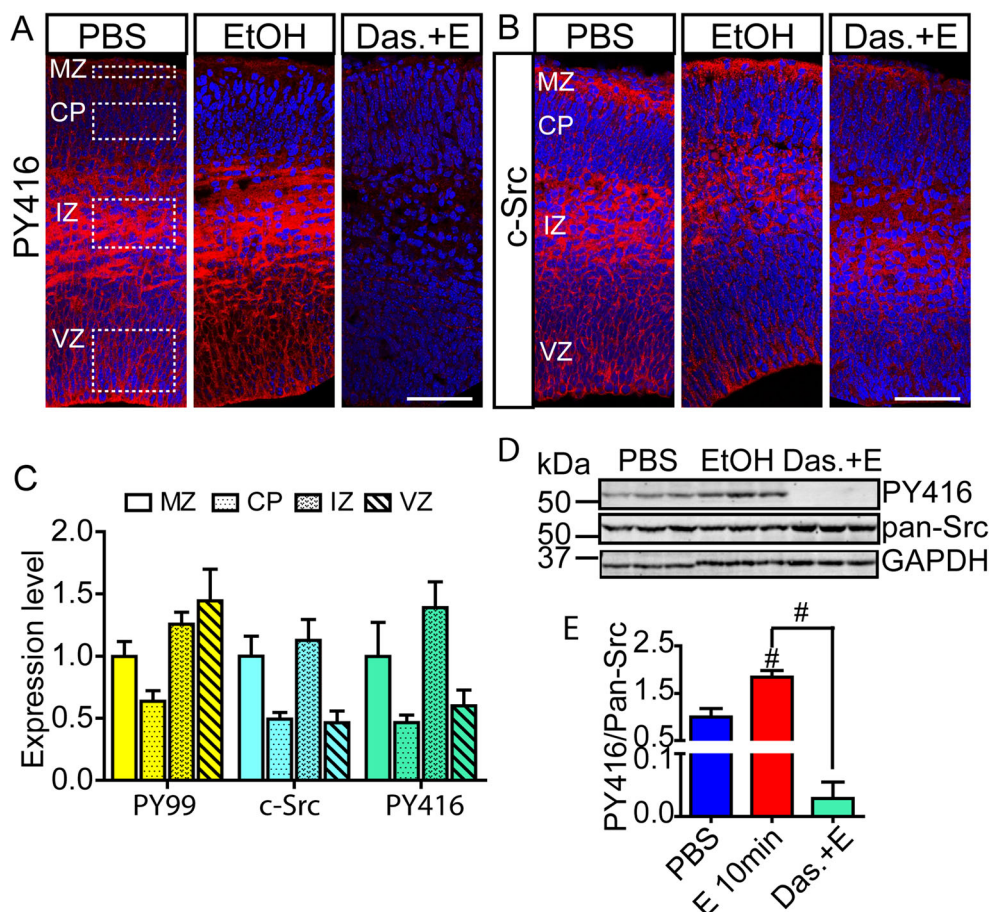 A
PBS
EtOH
Das.+E
B
PBS
EtOH
Das.+E
PY416
MZ
CP
IZ
VZ
c-Src
MZ
CP
IZ
VZ
C
MZ
CP
IZ
VZ
Expression level
2.0
1.5
1.0
0.5
0.0
PY99
c-Src
PY416
D
kDa
PBS
EtOH
Das.+E
50
PY416
50
pan-Src
37
GAPDH
E
PY416/Pan-Src
2.5
1.5
0.5
0.1
0.0
#
#
PBS
E 10min
Das.+E